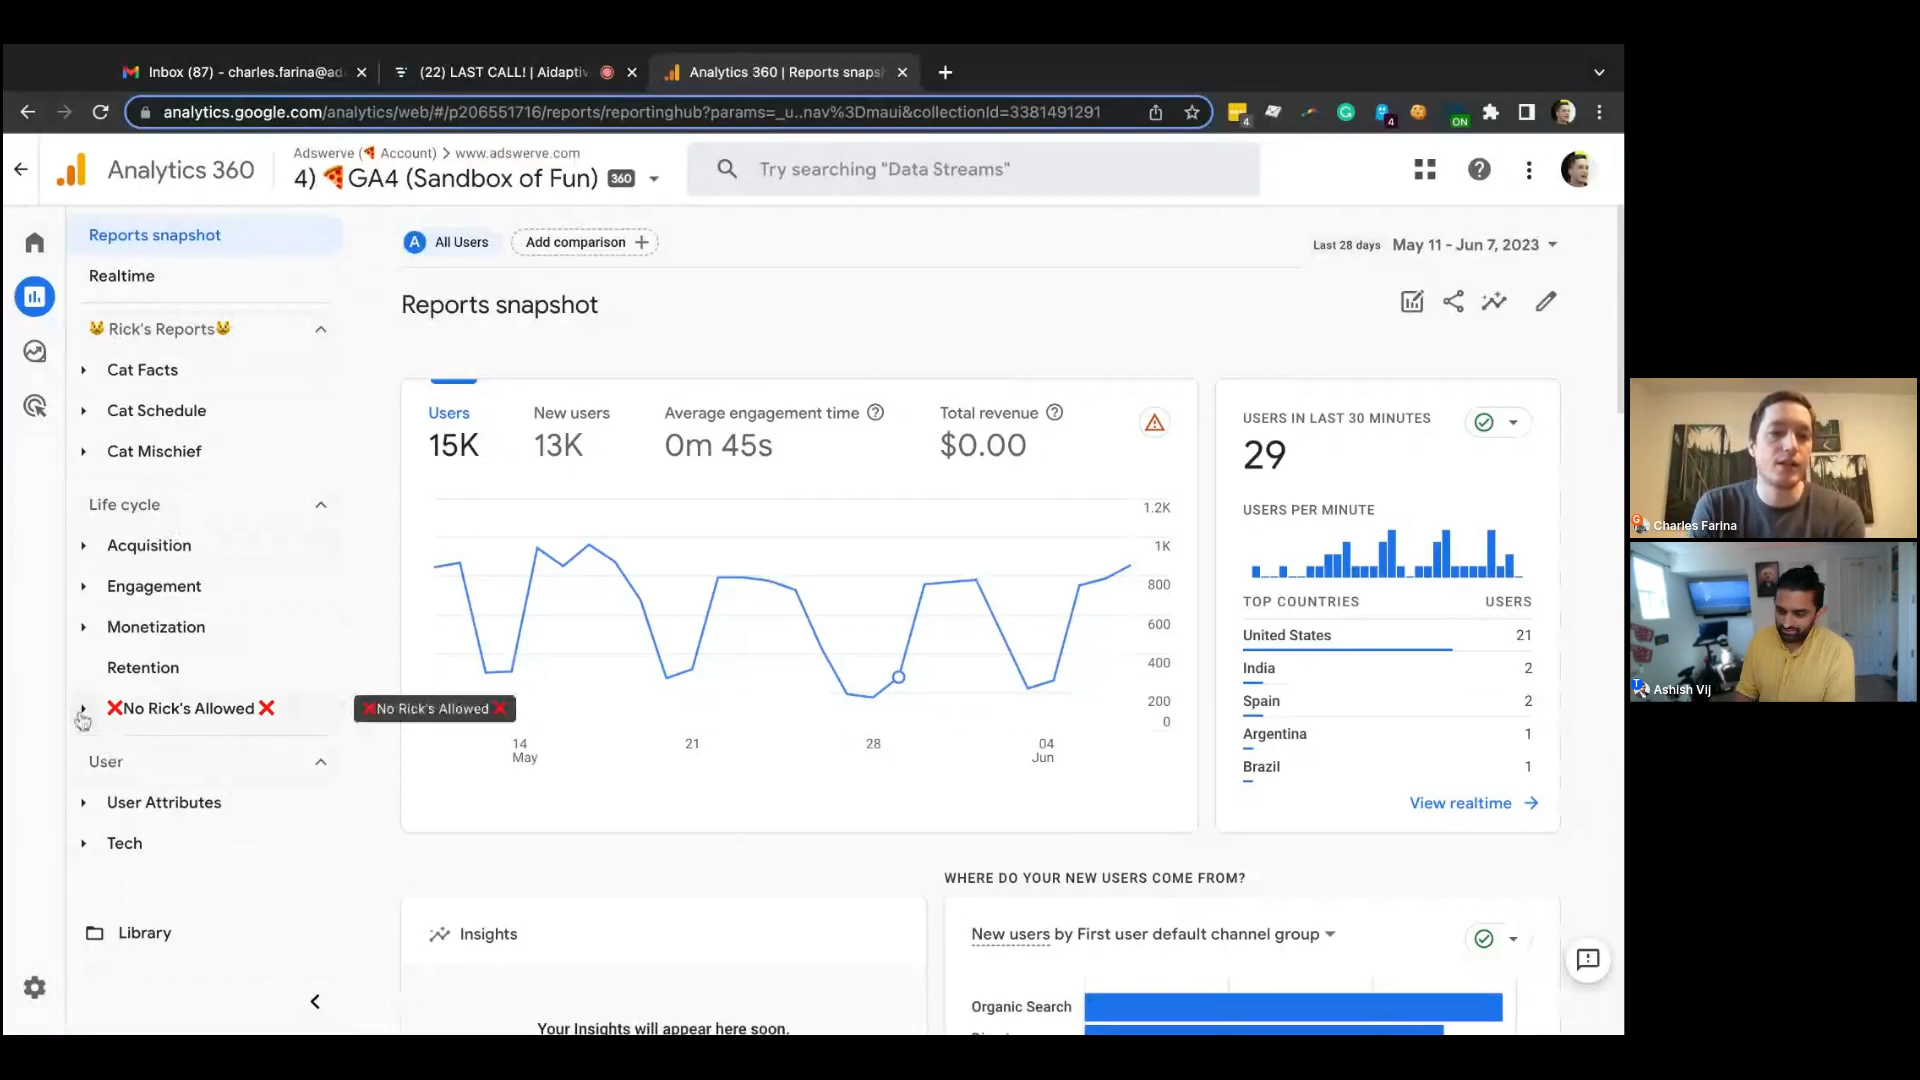 Inbox (87) - charles.farina@ad
(22) LAST CALL! | Aidaptiv
Analytics 360 | Reports snaps
analytics.google.com/analytics/web/#/p206551716/reports/reportinghub?params=_u..nav%3Dmaui&collectionId=3381491291
4
4
ON
Analytics 360
Adswerve (🍕 Account) > www.adswerve.com
4) 🍕GA4 (Sandbox of Fun) 360
Try searching "Data Streams"
Reports snapshot
Realtime
😼 Rick's Reports😼
Cat Facts
Cat Schedule
Cat Mischief
Life cycle
Acquisition
Engagement
Monetization
Retention
❌No Rick's Allowed ❌
❌No Rick's Allowed ❌
User
User Attributes
Tech
Library
A All Users
Add comparison +
Last 28 days May 11 - Jun 7, 2023
Reports snapshot
Users
15K
New users
13K
Average engagement time
0m 45s
Total revenue
$0.00
1.2K
1K
800
600
400
200
0
14
May
21
28
04
Jun
USERS IN LAST 30 MINUTES
29
USERS PER MINUTE
TOP COUNTRIES USERS
United States 21
India 2
Spain 2
Argentina 1
Brazil 1
View realtime
Insights
Your Insights will appear here soon.
WHERE DO YOUR NEW USERS COME FROM?
New users by First user default channel group
Organic Search
Charles Farina
Ashish Vij